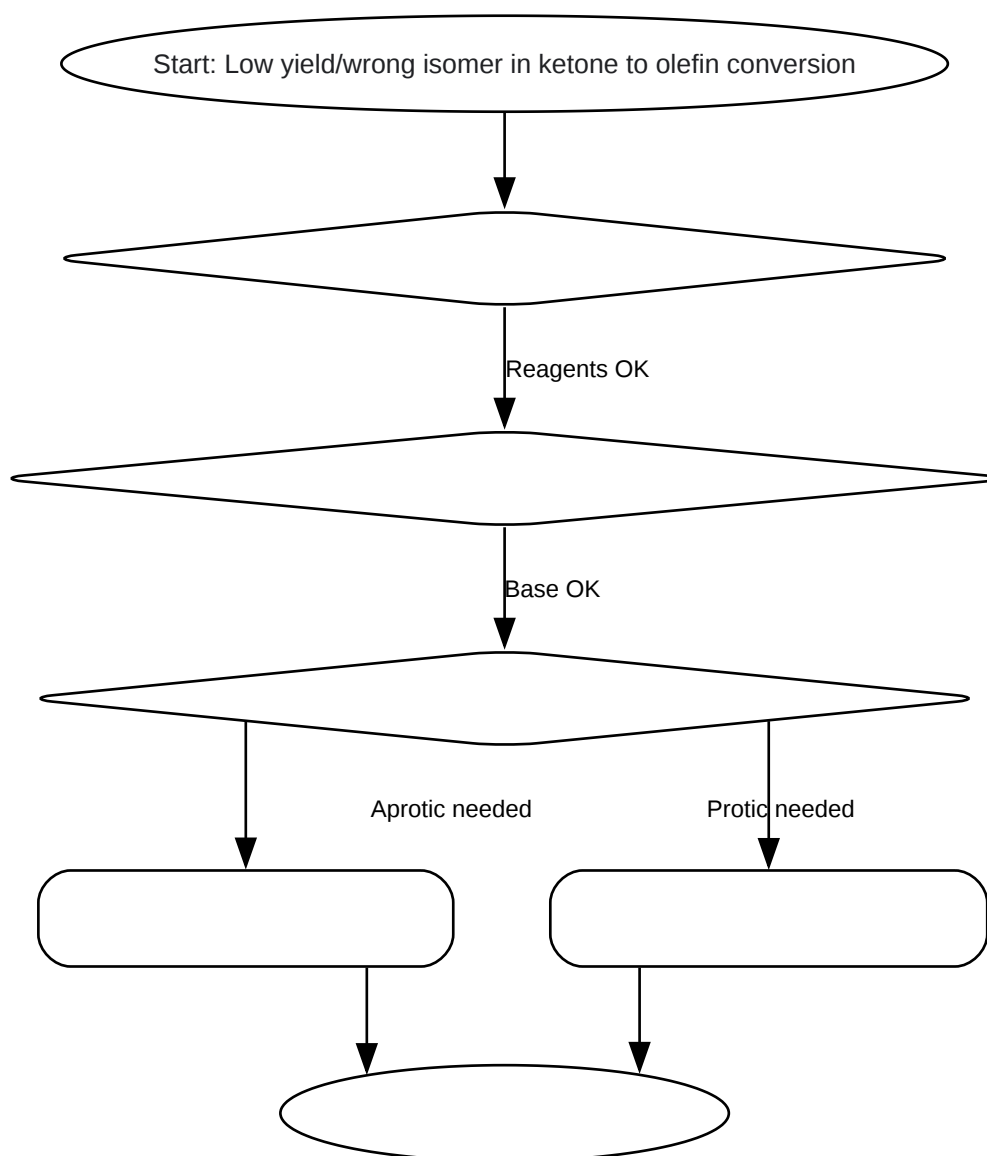 Start: Low yield/wrong isomer in ketone to olefin conversion
Reagents OK
Base OK
Aprotic needed
Protic needed